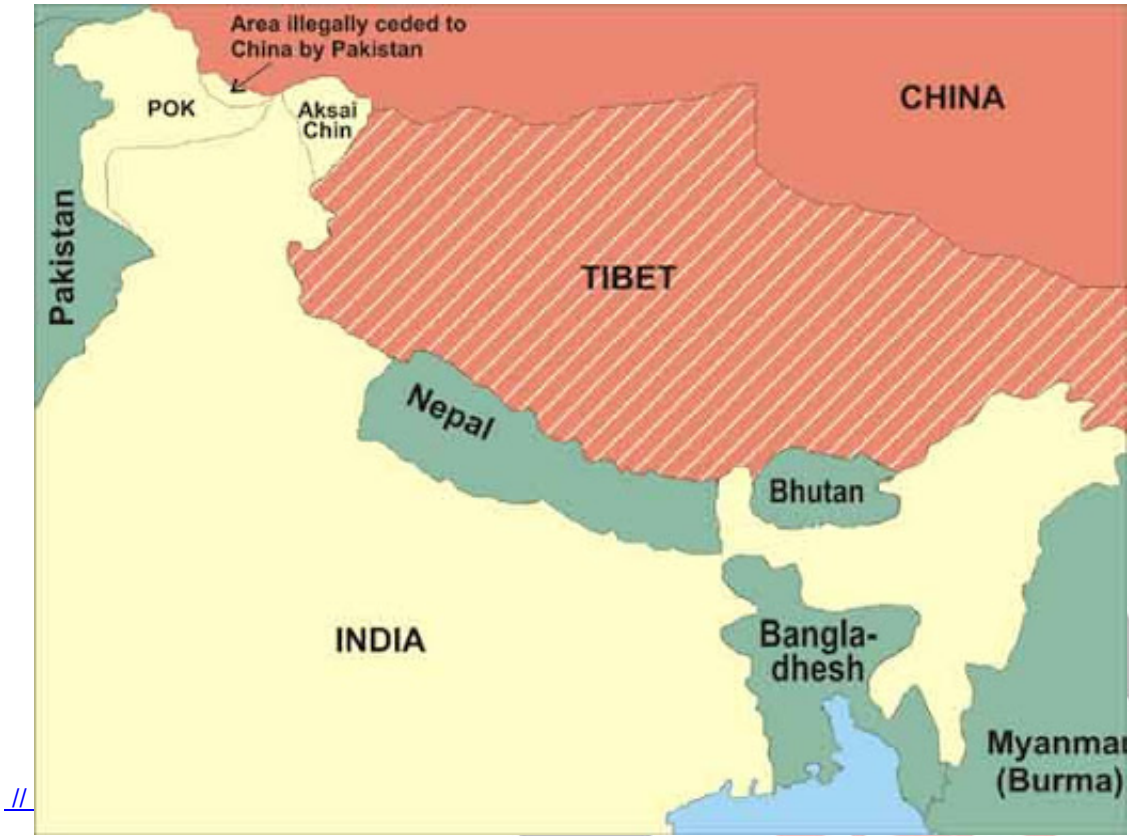 Area illegally ceded to
China by Pakistan
CHINA
POK
Aksai
Chin
Pakistan
TIBET
Nepal
Bhutan
INDIA
Bangla-
dhesh
Myanmar
(Burma)
//